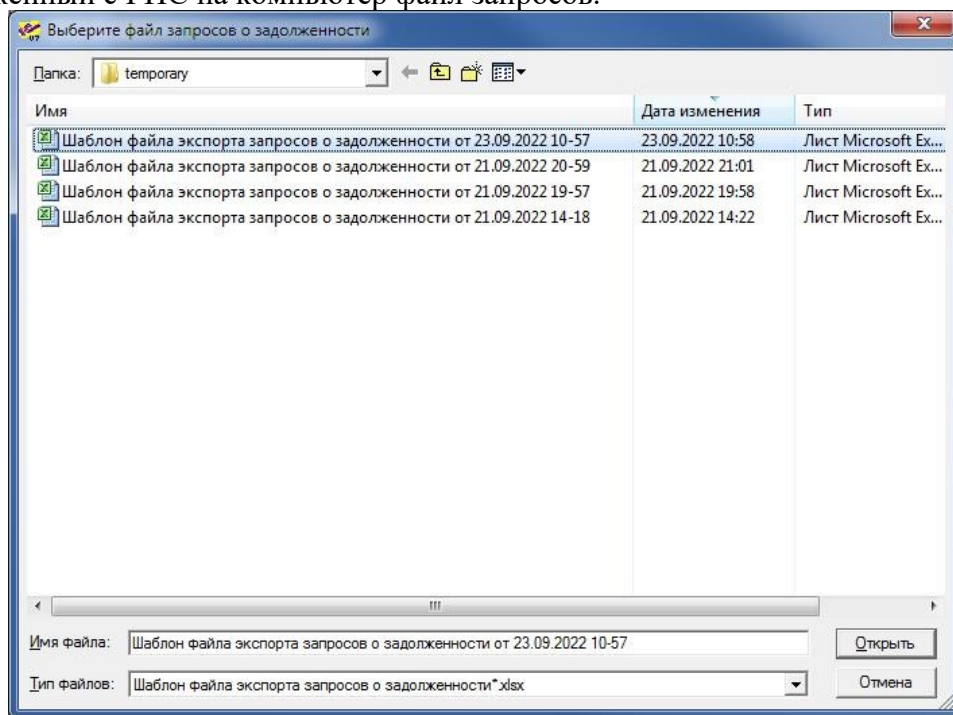 с ГИС на компьютер файл запросов.
Выберите файл запросов о задолженности
Папка: temporary
Имя Дата изменения Тип
Шаблон файла экспорта запросов о задолженности от 23.09.2022 10-57 23.09.2022 10:58 Лист Microsoft Ex...
Шаблон файла экспорта запросов о задолженности от 21.09.2022 20-59 21.09.2022 21:01 Лист Microsoft Ex...
Шаблон файла экспорта запросов о задолженности от 21.09.2022 19-57 21.09.2022 19:58 Лист Microsoft Ex...
Шаблон файла экспорта запросов о задолженности от 21.09.2022 14-18 21.09.2022 14:22 Лист Microsoft Ex...
Имя файла: Шаблон файла экспорта запросов о задолженности от 23.09.2022 10-57 Открыть
Тип файлов: Шаблон файла экспорта запросов о задолженности*.xlsx Отмена